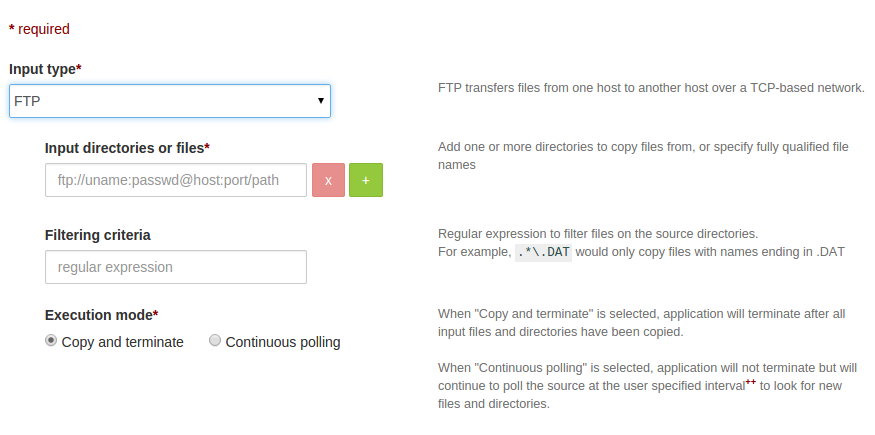 * required
Input type*
FTP
FTP transfers files from one host to another host over a TCP-based network.
Input directories or files*
ftp://uname:passwd@host:port/path
x
+
Add one or more directories to copy files from, or specify fully qualified file
names
Filtering criteria
regular expression
Regular expression to filter files on the source directories.
For example, .*\.DAT would only copy files with names ending in .DAT
Execution mode*
Copy and terminate
Continuous polling
When "Copy and terminate" is selected, application will terminate after all
input files and directories have been copied.
When "Continuous polling" is selected, application will not terminate but will
continue to poll the source at the user specified interval++ to look for new
files and directories.